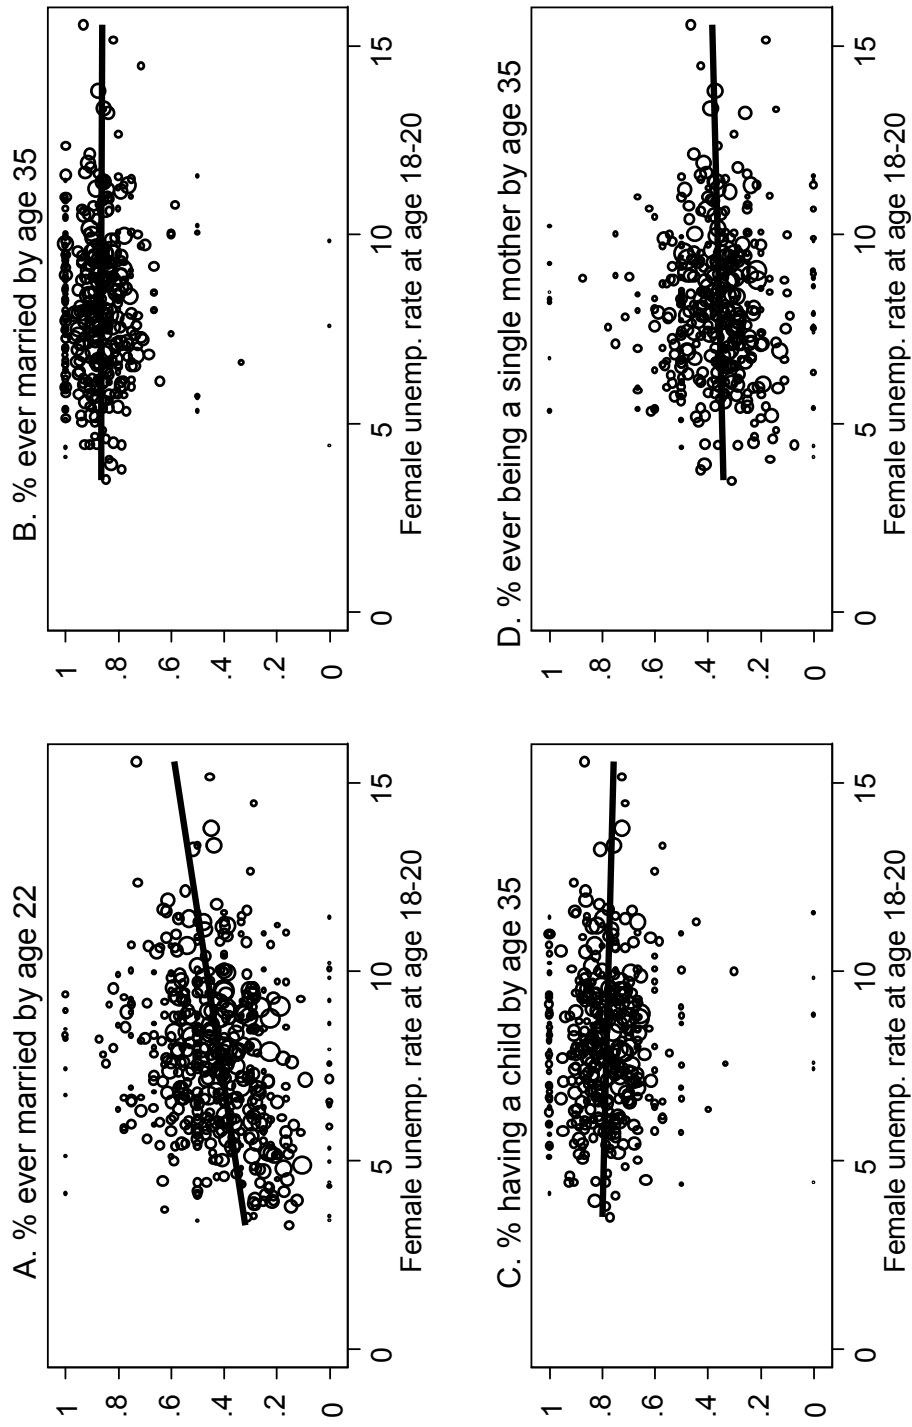 A. % ever married by age 22
1
.8
.6
.4
.2
0
0 5 10 15
Female unemp. rate at age 18-20
B. % ever married by age 35
1
.8
.6
.4
.2
0
0 5 10 15
Female unemp. rate at age 18-20
C. % having a child by age 35
1
.8
.6
.4
.2
0
0 5 10 15
Female unemp. rate at age 18-20
D. % ever being a single mother by age 35
1
.8
.6
.4
.2
0
0 5 10 15
Female unemp. rate at age 18-20